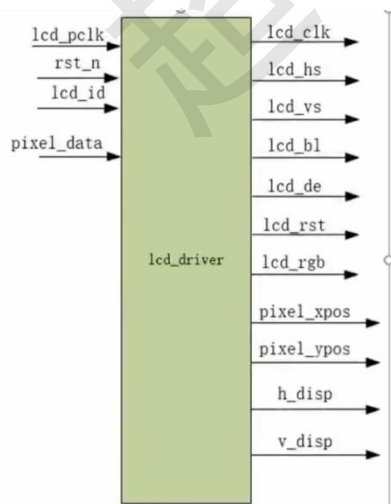 lcd_pclk
rst_n
lcd_id
pixel_data
lcd_driver
lcd_clk
lcd_hs
lcd_vs
lcd_bl
lcd_de
lcd_rst
lcd_rgb
pixel_xpos
pixel_ypos
h_disp
v_disp